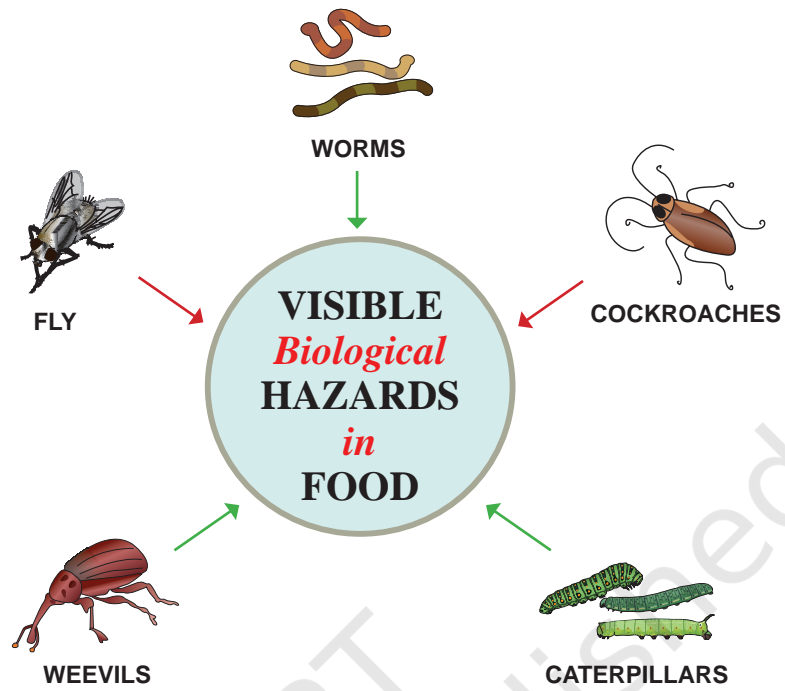 WORMS
FLY
COCKROACHES
VISIBLE
Biological
HAZARDS
in
FOOD
WEEVILS
CATERPILLARS